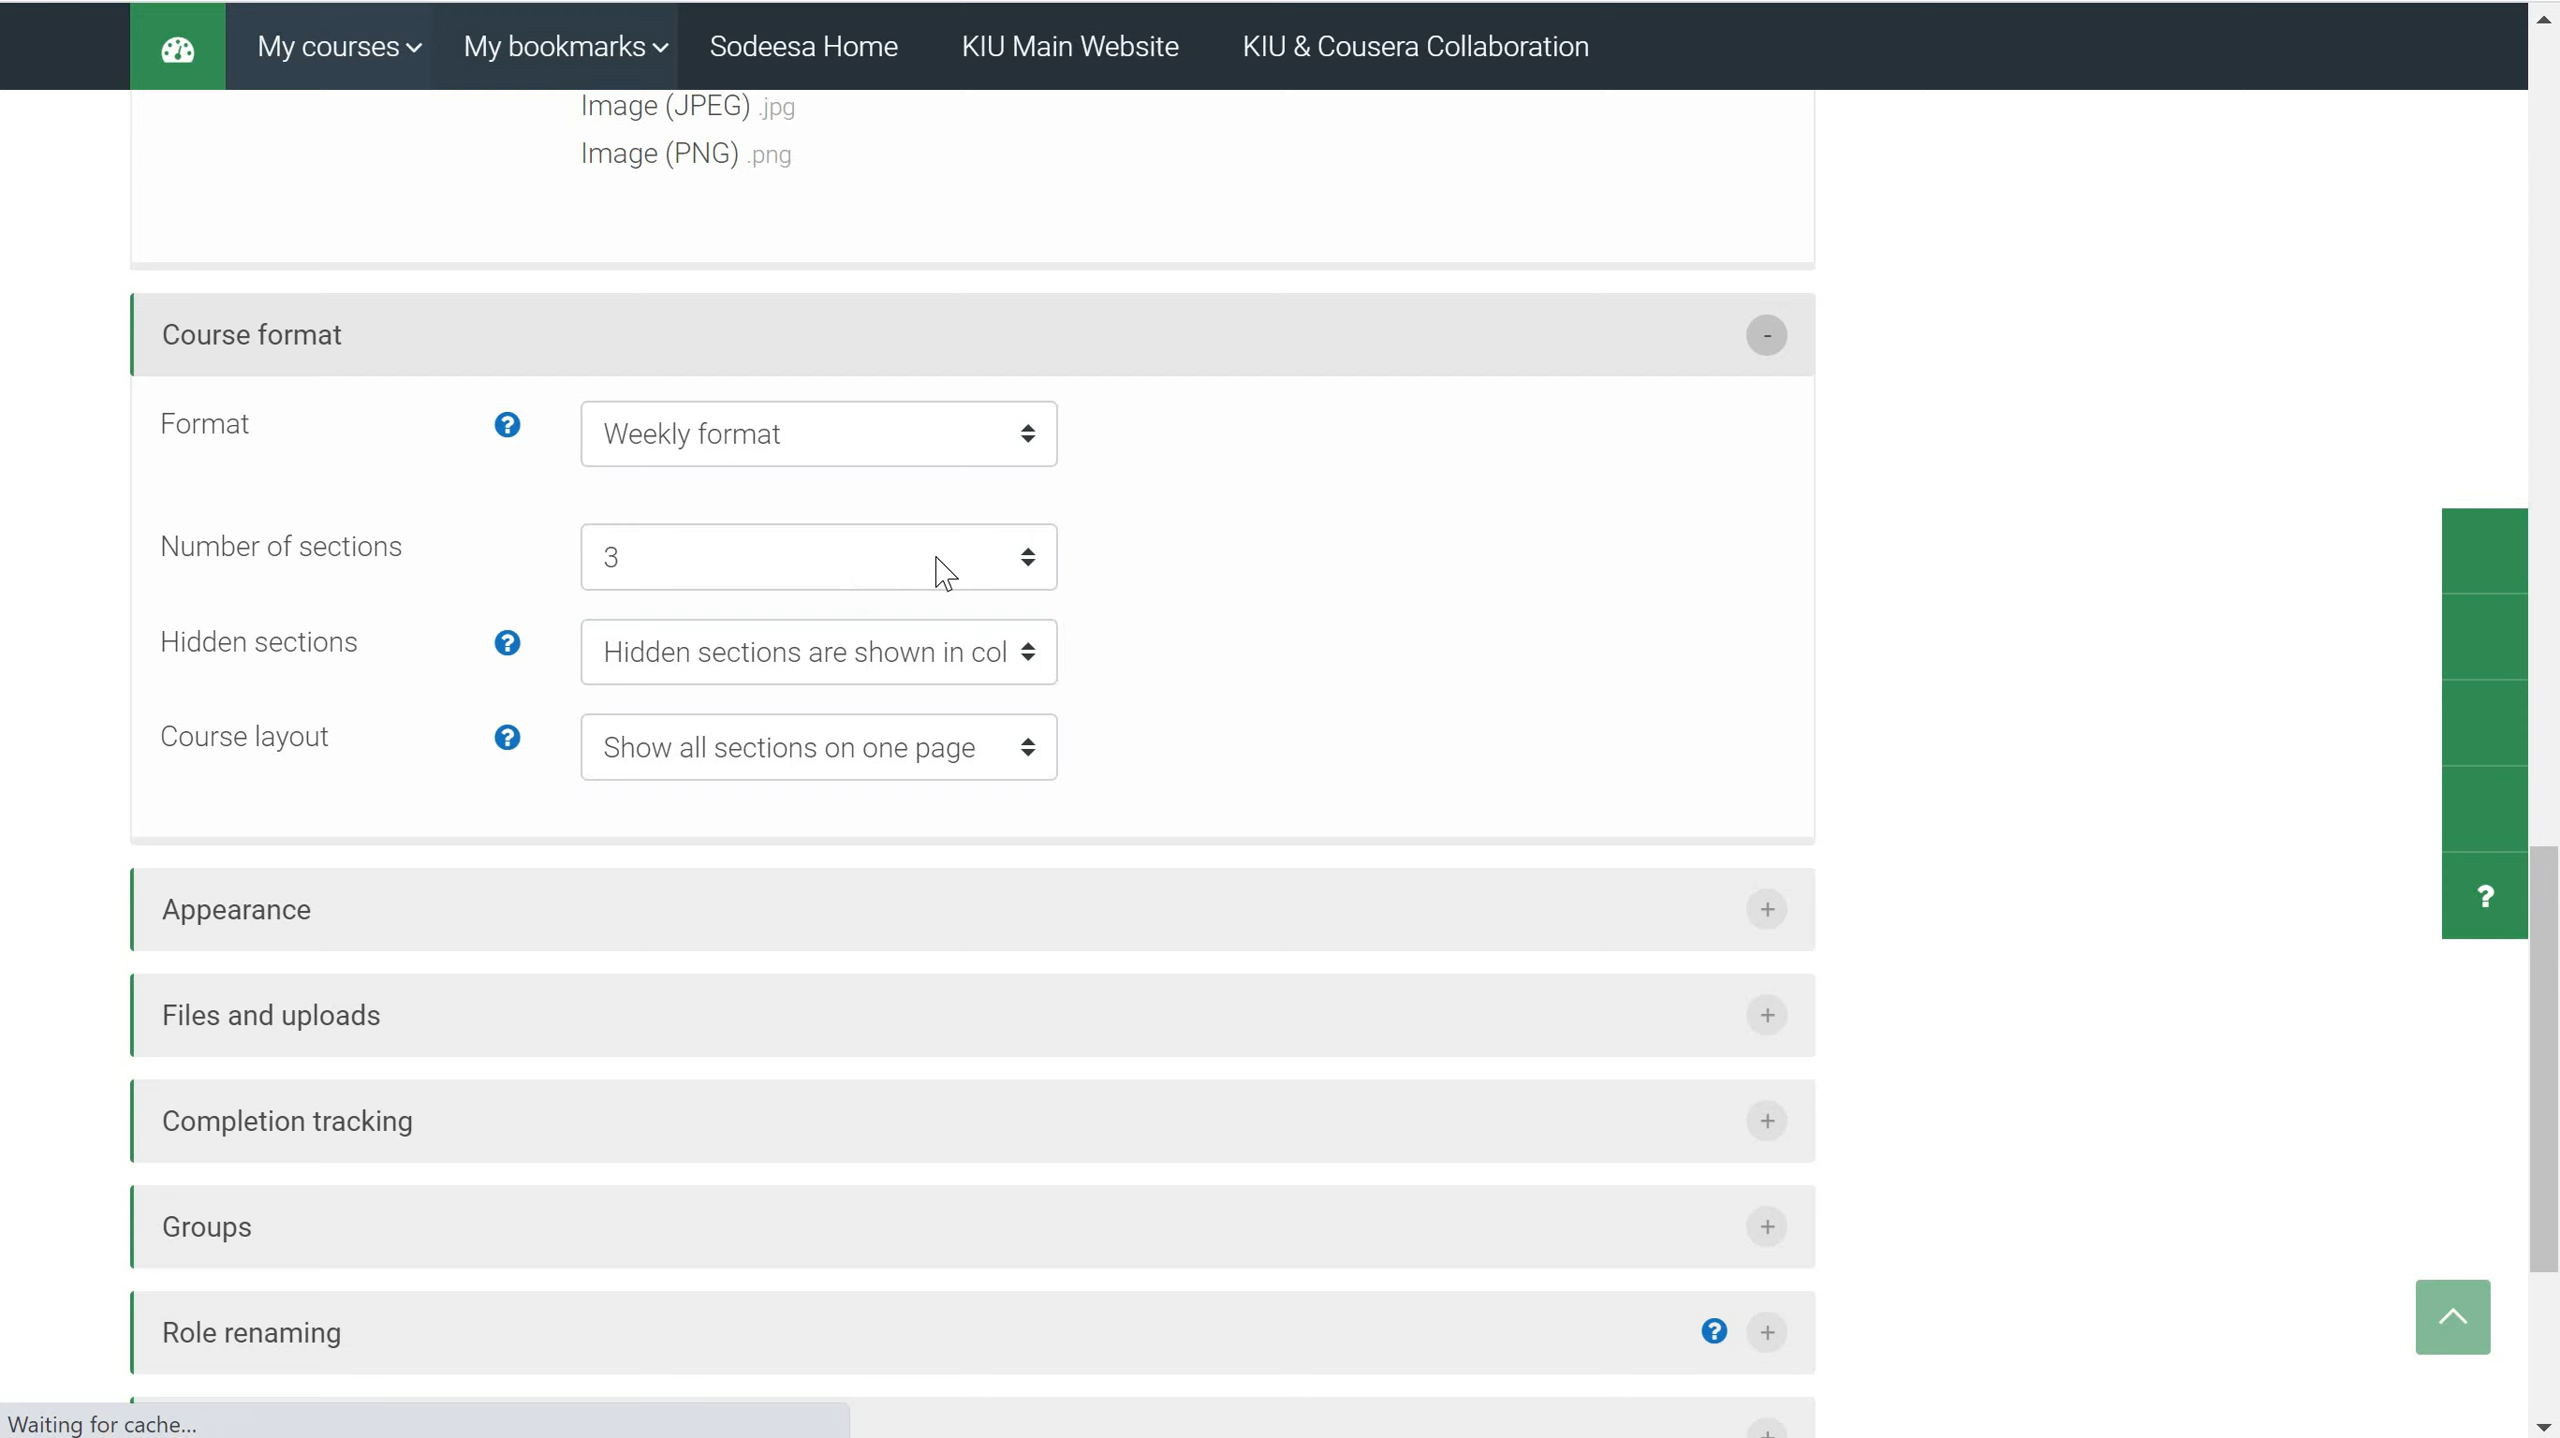 My courses My bookmarks Sodeesa Home KIU Main Website KIU & Cousera Collaboration
Image (JPEG) .jpg
Image (PNG) .png
Course format -
Format ? Weekly format
Number of sections 3
Hidden sections ? Hidden sections are shown in col
Course layout ? Show all sections on one page
Appearance +
?
Files and uploads +
Completion tracking +
Groups +
Role renaming ? +
Waiting for cache...